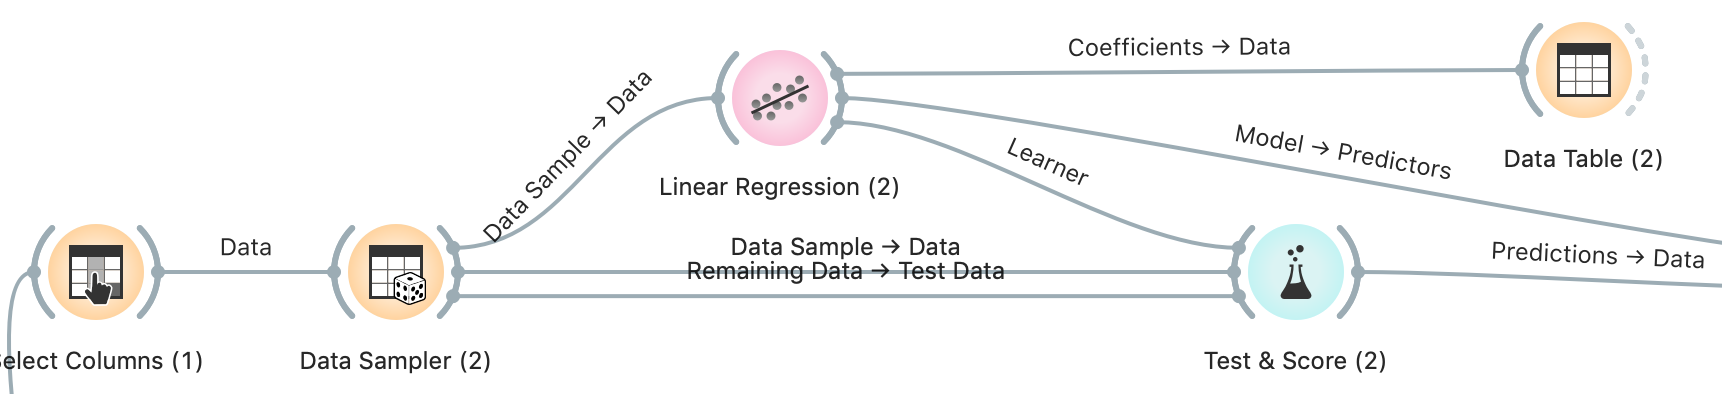 Coefficients → Data
Data Sample → Data
Model → Predictors
Learner
Data Table (2)
Linear Regression (2)
Data
Data Sample → Data
Remaining Data → Test Data
Predictions → Data
elect Columns (1)
Data Sampler (2)
Test & Score (2)